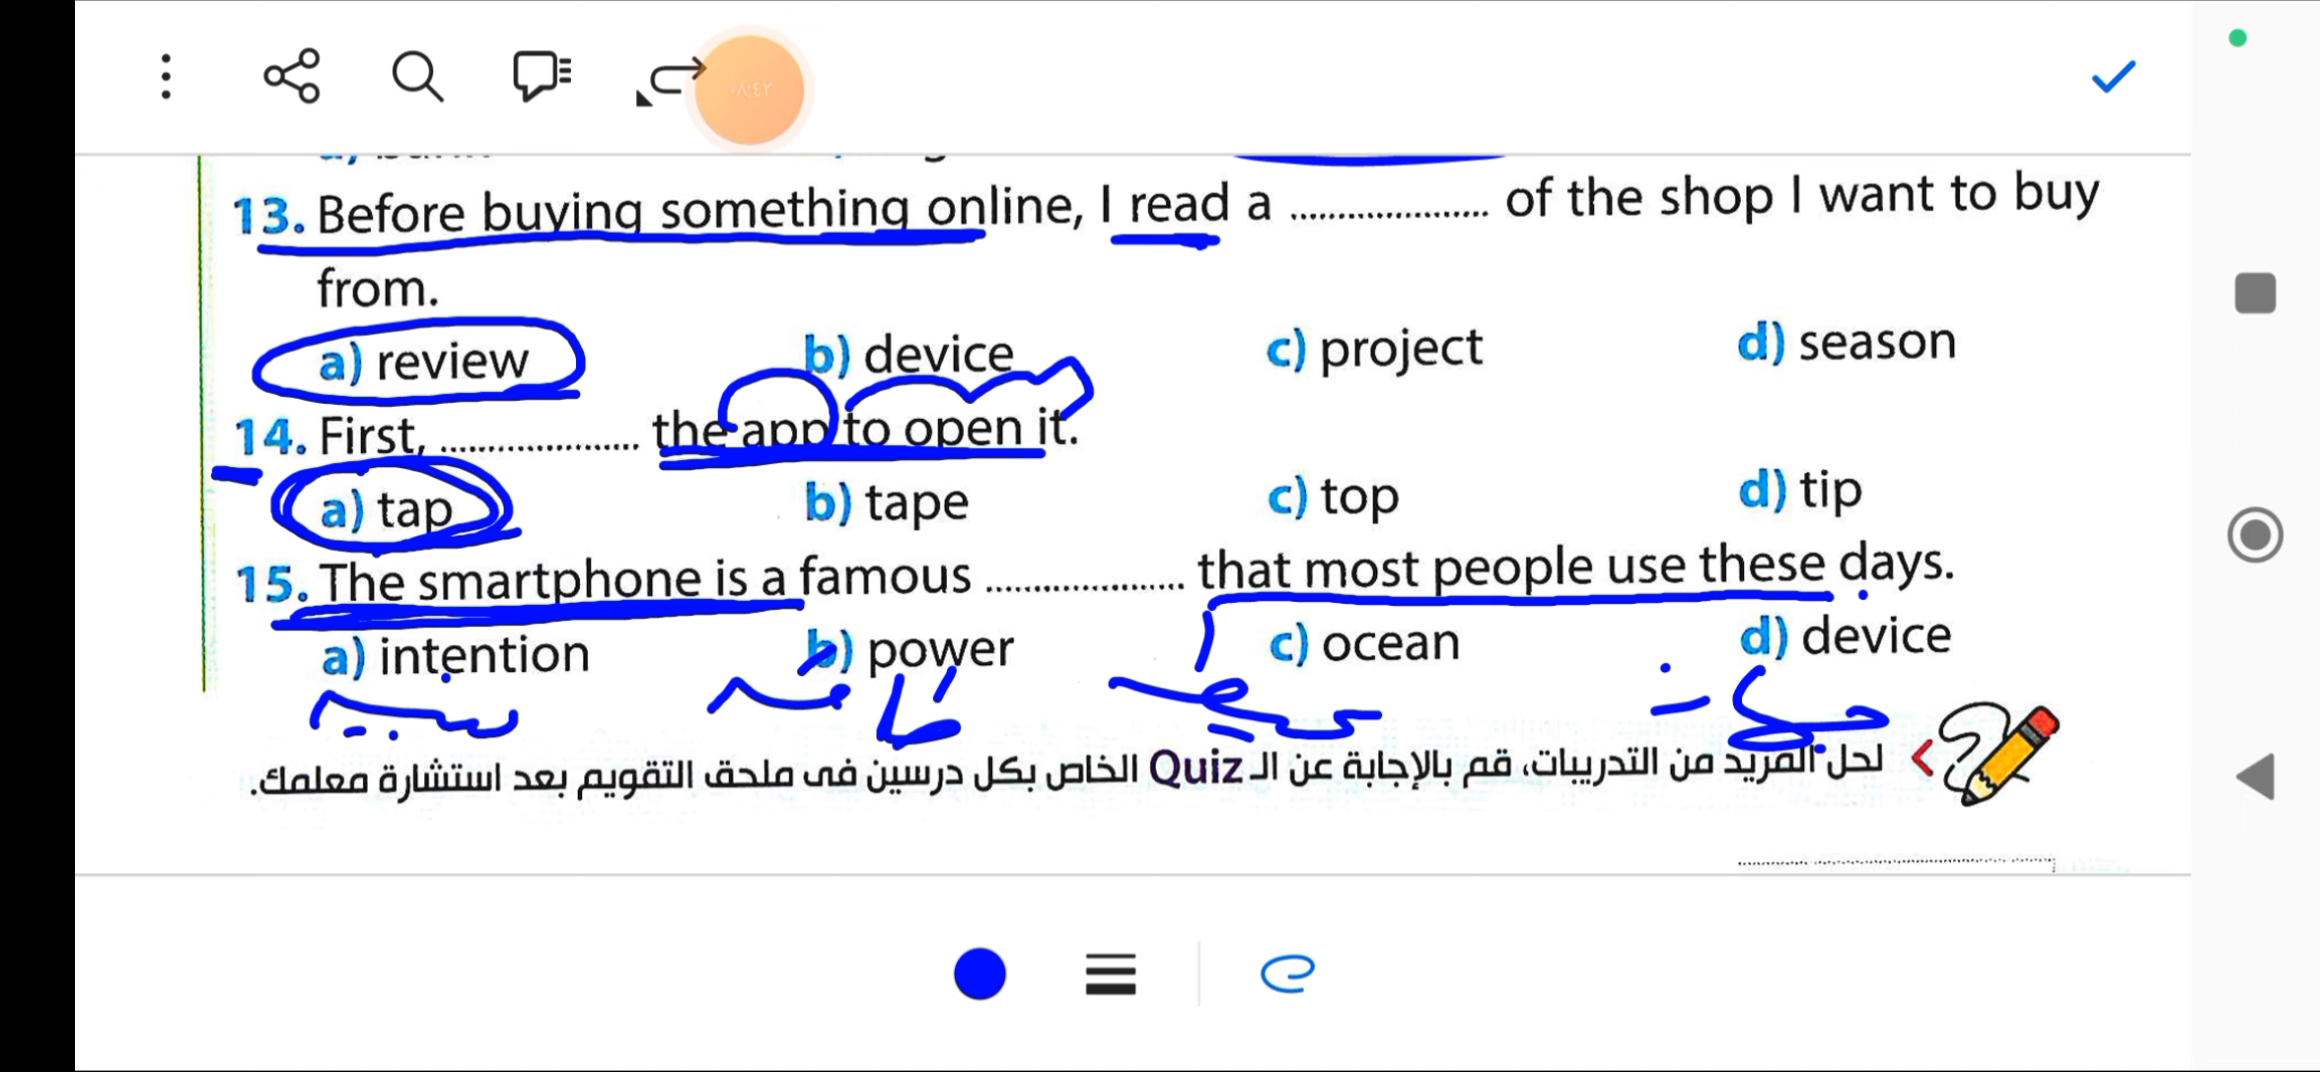 ٠٨:٤٢
13. Before buying something online, I read a .................... of the shop I want to buy
from.
a) review b) device c) project d) season
14. First, .................... the app to open it.
a) tap b) tape c) top d) tip
15. The smartphone is a famous .................... that most people use these days.
a) intention b) power c) ocean d) device
لحل المزيد من التدريبات، قم بالإجابة عن الـ Quiz الخاص بكل درسين فى ملحق التقويم بعد استشارة معلمك.